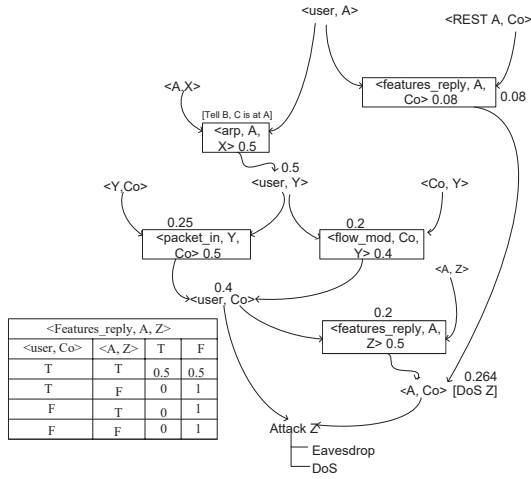 <user, A>
<REST A, Co>
<A,X>
<features_reply, A,
Co> 0.08
0.08
[Tell B, C is at A]
<arp, A,
X> 0.5
0.5
<user, Y>
<Y,Co>
<Co, Y>
0.25
<packet_in, Y,
Co> 0.5
0.2
<flow_mod, Co,
Y> 0.4
<A, Z>
0.4
<user, Co>
0.2
<features_reply, A,
Z> 0.5
<Features_reply, A, Z>
<user, Co> <A, Z> T F
T T 0.5 0.5
T F 0 1
F T 0 1
F F 0 1
0.264
<A, Co> [DoS Z]
Attack Z
Eavesdrop
DoS